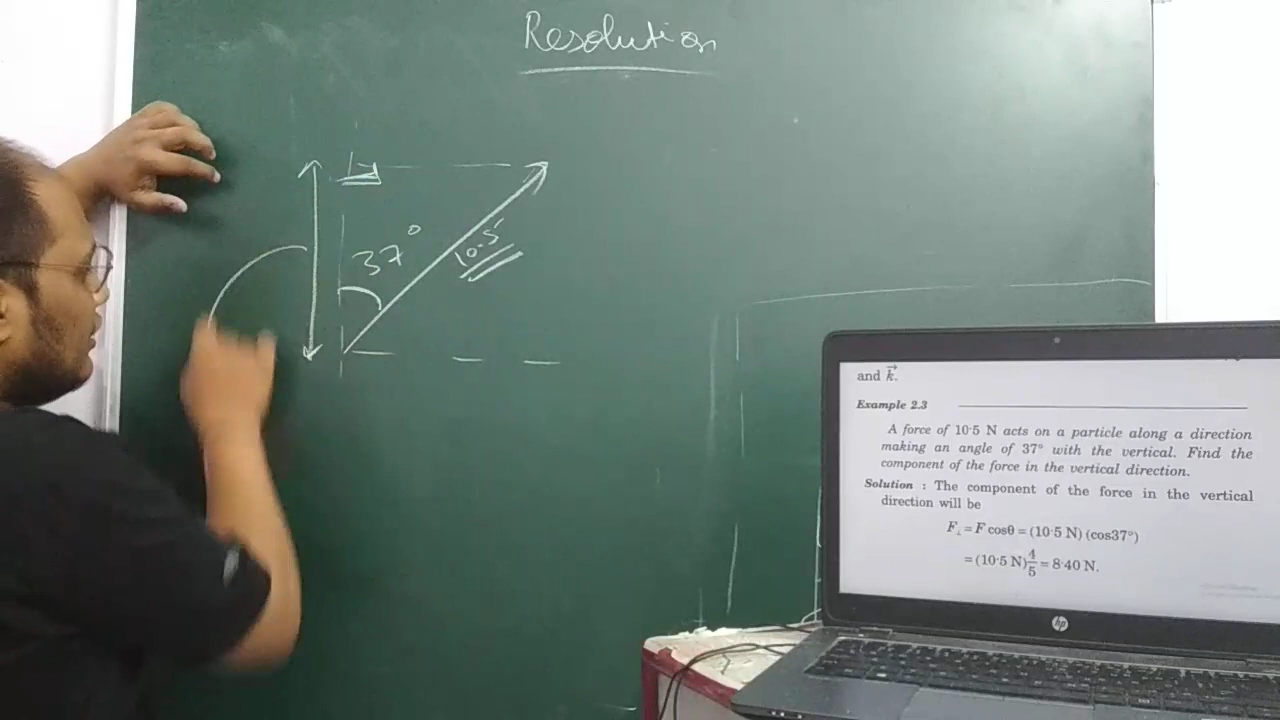 Resolution
37°
10.5
and k⃗.
Example 2.3
A force of 10·5 N acts on a particle along a direction
making an angle of 37° with the vertical. Find the
component of the force in the vertical direction.
Solution : The component of the force in the vertical
direction will be
F⊥ = F cosθ = (10·5 N) (cos37°)
= (10·5 N) 4/5 = 8·40 N.
hp